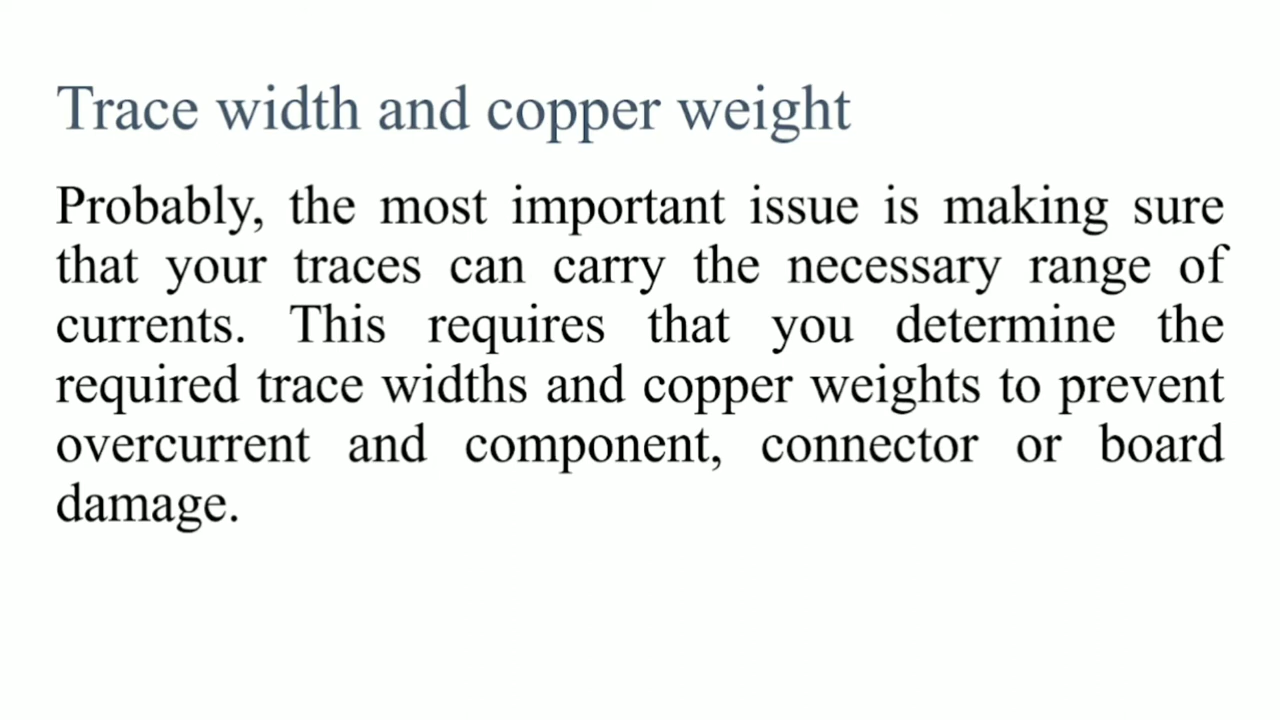 Trace width and copper weight
Probably, the most important issue is making sure
that your traces can carry the necessary range of
currents. This requires that you determine the
required trace widths and copper weights to prevent
overcurrent and component, connector or board
damage.